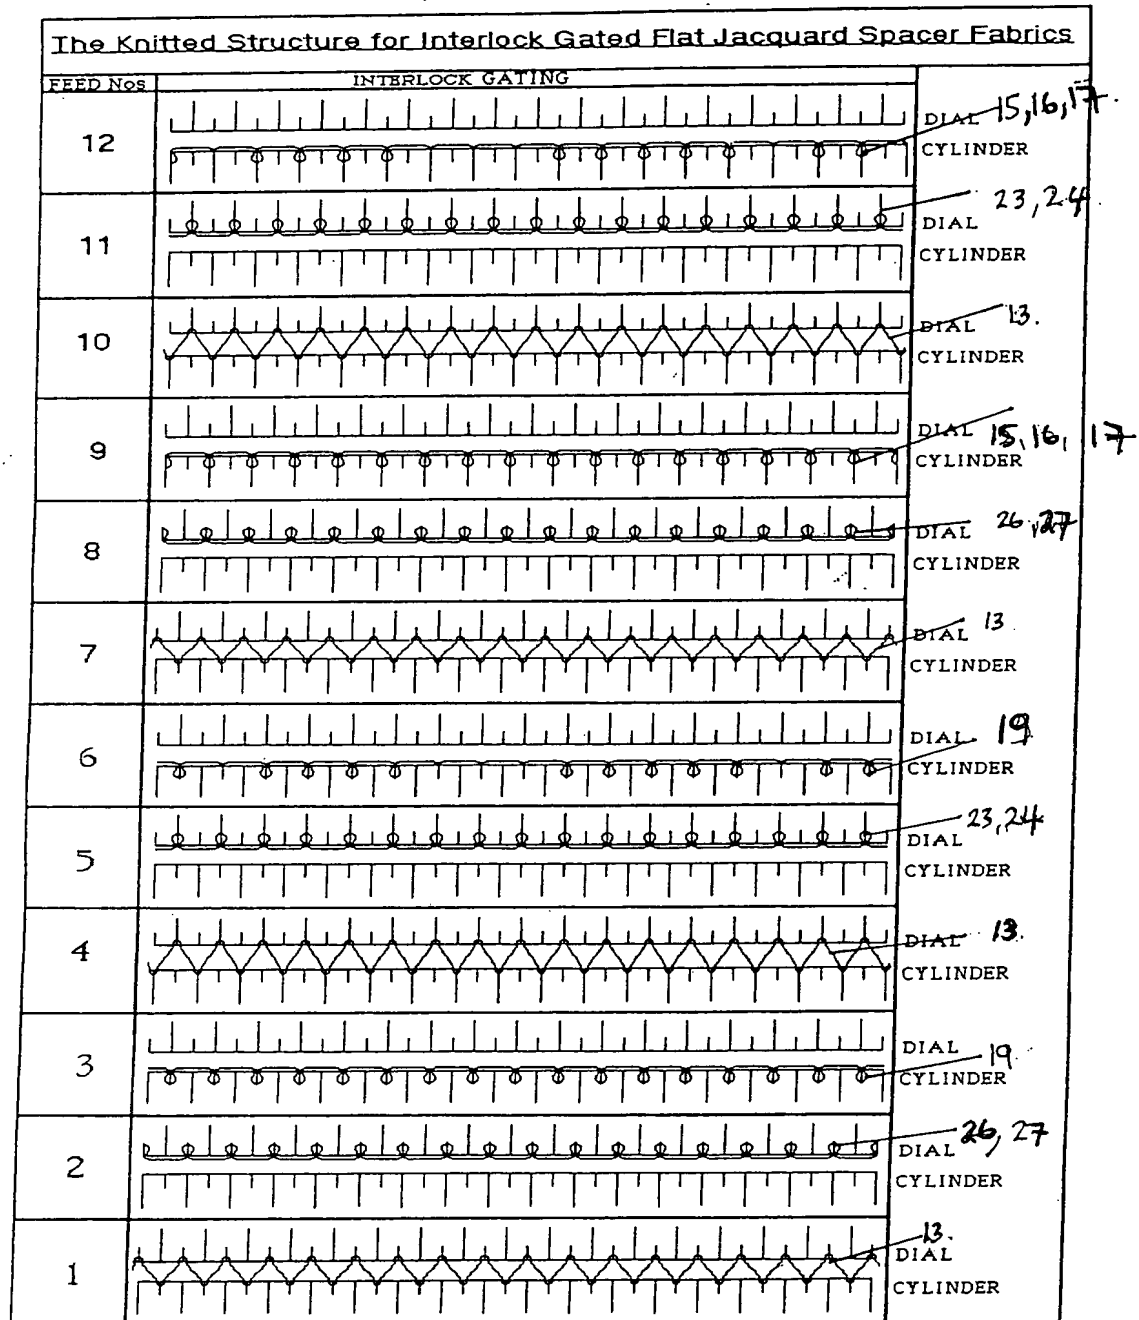 The Knitted Structure for Interlock Gated Flat Jacquard Spacer Fabrics
FEED Nos INTERLOCK GATING
12 DIAL 15,16,17.
CYLINDER
11 DIAL 23,24.
CYLINDER
10 DIAL 13.
CYLINDER
9 DIAL 15,16, 17
CYLINDER
8 DIAL 26,27
CYLINDER
7 DIAL 13
CYLINDER
6 DIAL 19
CYLINDER
5 DIAL 23,24
CYLINDER
4 DIAL 13.
CYLINDER
3 DIAL
19
CYLINDER
2 DIAL 26, 27
CYLINDER
1 13.
DIAL
CYLINDER